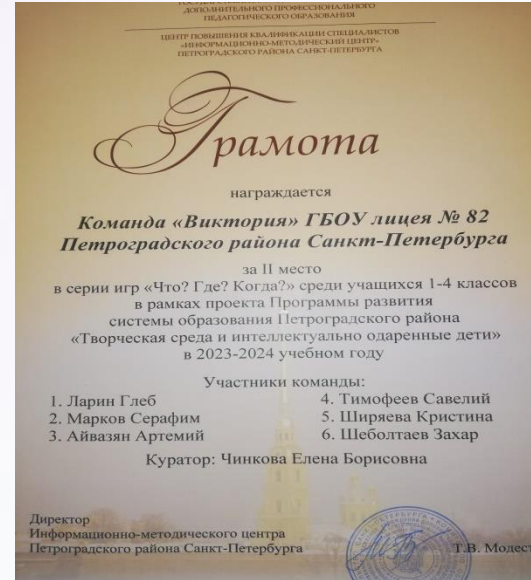 ДОПОЛНИТЕЛЬНОГО ПРОФЕССИОНАЛЬНОГО
ПЕДАГОГИЧЕСКОГО ОБРАЗОВАНИЯ
ЦЕНТР ПОВЫШЕНИЯ КВАЛИФИКАЦИИ СПЕЦИАЛИСТОВ
«ИНФОРМАЦИОННО-МЕТОДИЧЕСКИЙ ЦЕНТР»
ПЕТРОГРАДСКОГО РАЙОНА САНКТ-ПЕТЕРБУРГА
Грамота
награждается
Команда «Виктория» ГБОУ лицея № 82
Петроградского района Санкт-Петербурга
за II место
в серии игр «Что? Где? Когда?» среди учащихся 1-4 классов
в рамках проекта Программы развития
системы образования Петроградского района
«Творческая среда и интеллектуально одаренные дети»
в 2023-2024 учебном году
Участники команды:
1. Ларин Глеб
2. Марков Серафим
3. Айвазян Артемий
4. Тимофеев Савелий
5. Ширяева Кристина
6. Шеболтаев Захар
Куратор: Чинкова Елена Борисовна
Директор
Информационно-методического центра
Петроградского района Санкт-Петербурга
Т.В. Модест